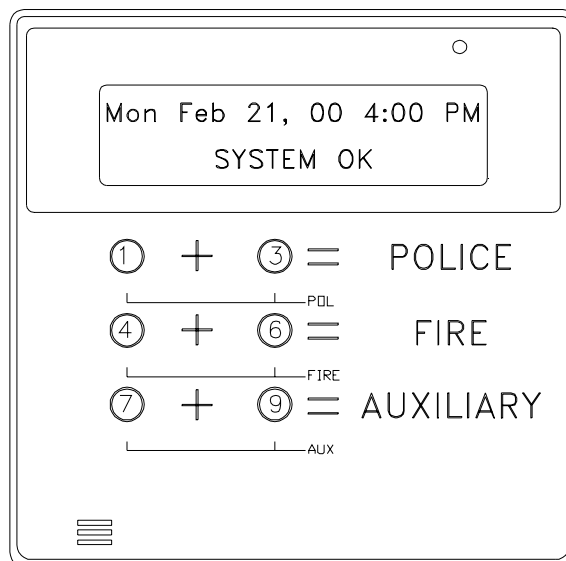 Mon Feb 21, 00 4:00 PM
SYSTEM OK
1 + 3 = POLICE
POL
4 + 6 = FIRE
FIRE
7 + 9 = AUXILIARY
AUX